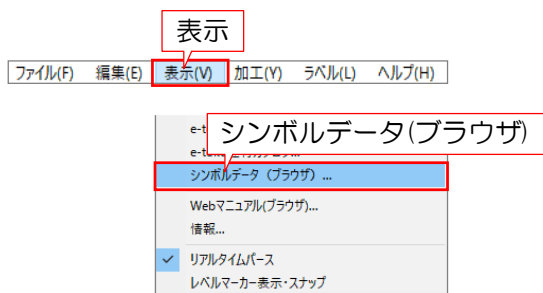 表示
ファイル(F) 編集(E) 表示(V) 加工(Y) ラベル(L) ヘルプ(H)
シンボルデータ(ブラウザ)
シンボルデータ（ブラウザ）...
Webマニュアル(ブラウザ)...
情報...
リアルタイムパース
レベルマーカー表示・スナップ